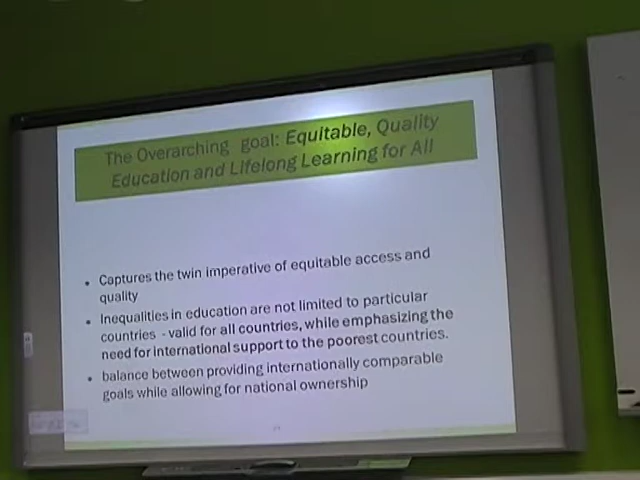 The Overarching goal: Equitable, Quality
Education and Lifelong Learning for All
• Captures the twin imperative of equitable access and
quality
• Inequalities in education are not limited to particular
countries - valid for all countries, while emphasizing the
need for international support to the poorest countries.
• balance between providing internationally comparable
goals while allowing for national ownership